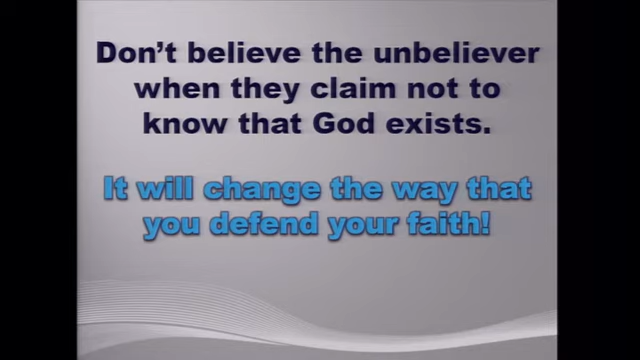 Don't believe the unbeliever
when they claim not to
know that God exists.
It will change the way that
you defend your faith!